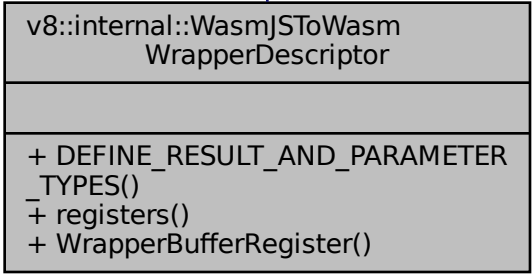 v8::internal::WasmJSToWasm
WrapperDescriptor
+ DEFINE_RESULT_AND_PARAMETER
_TYPES()
+ registers()
+ WrapperBufferRegister()